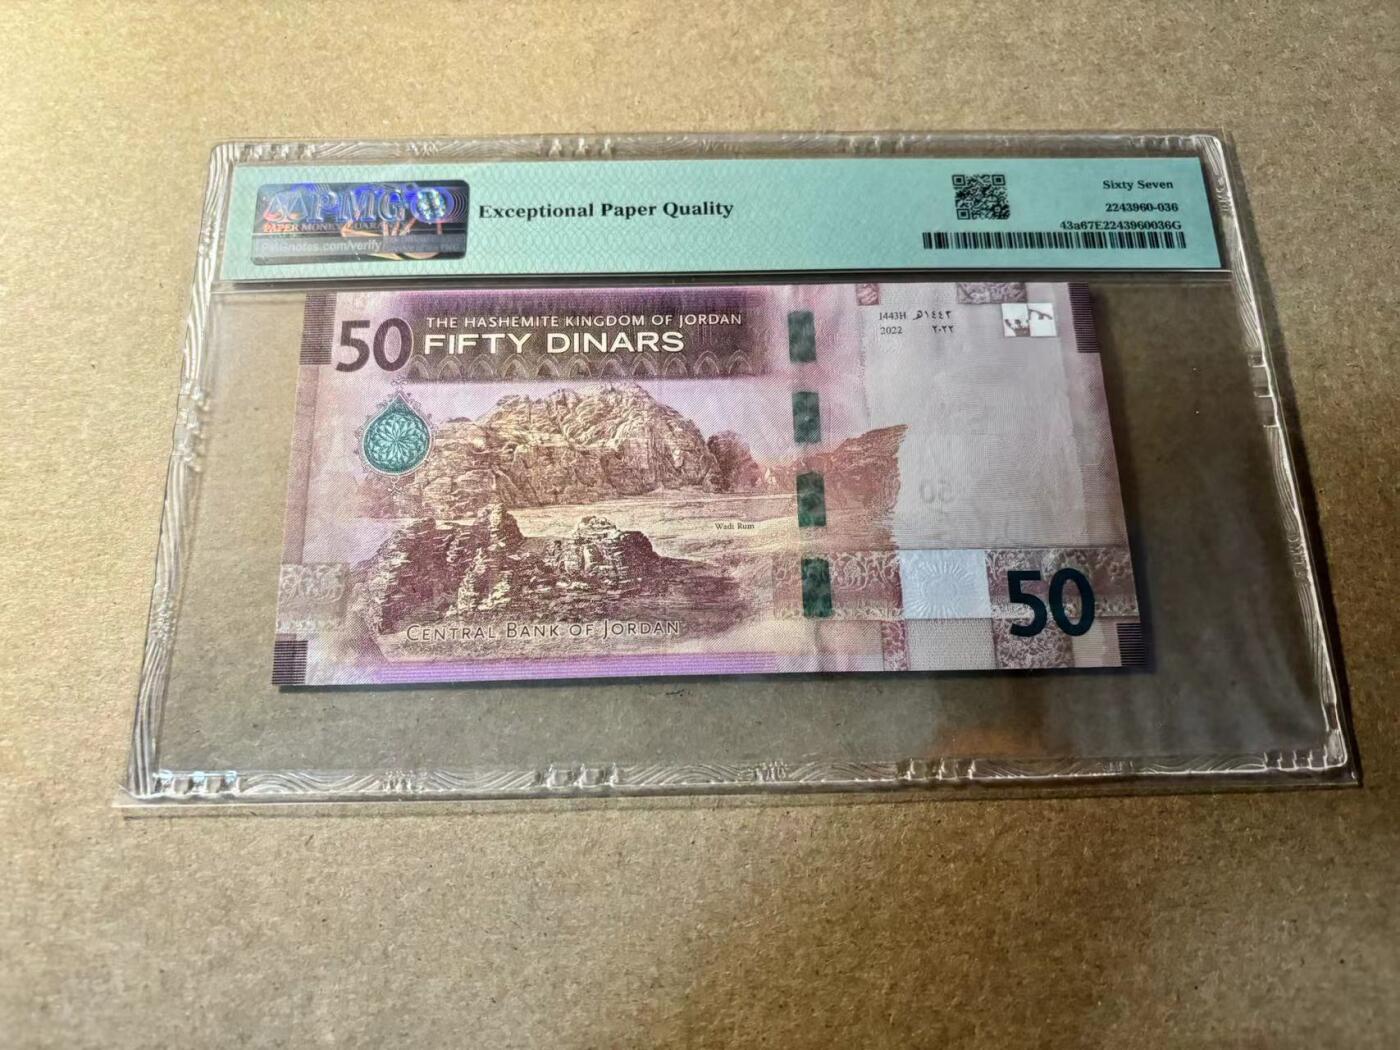 PMG
PAPER MONEY GUARANTY
PMGnotes.com/verify
Exceptional Paper Quality
Sixty Seven
2243960-036
43a67E2243960036G
50
THE HASHEMITE KINGDOM OF JORDAN
FIFTY DINARS
1443H ١٤٤٣هـ
2022 ٢٠٢٢
Wadi Rum
50
50
CENTRAL BANK OF JORDAN